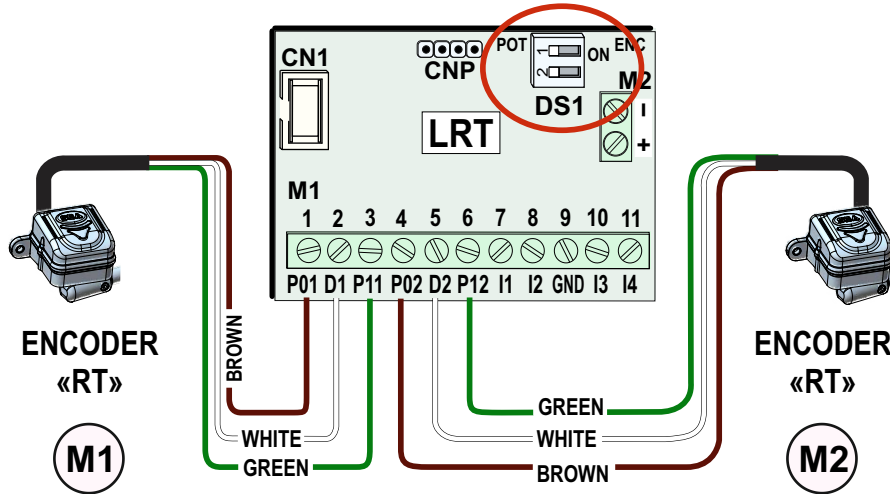 POT 1 ON ENC
2
CN1
CNP
DS1
M2
-
+
LRT
M1
1 2 3 4 5 6 7 8 9 10 11
P01 D1 P11 P02 D2 P12 I1 I2 GND I3 I4
BROWN
ENCODER
«RT»
M1
WHITE
GREEN
GREEN
WHITE
BROWN
ENCODER
«RT»
M2